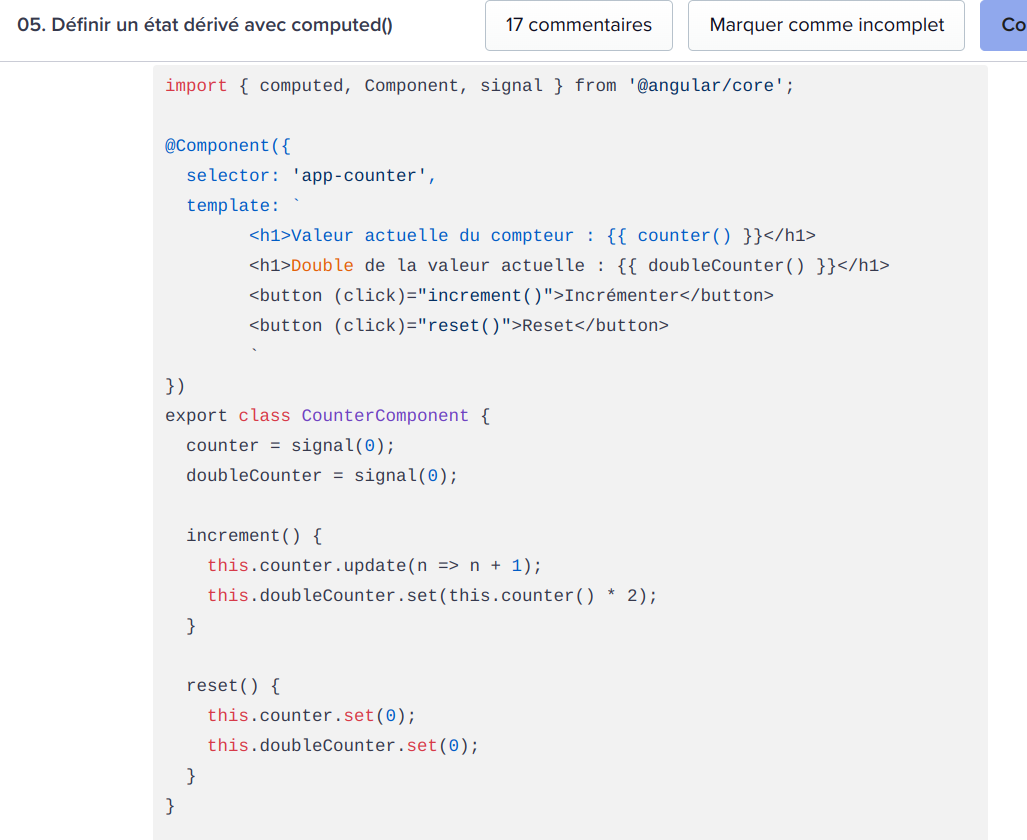 05. Définir un état dérivé avec computed()
17 commentaires
Marquer comme incomplet
Co
import { computed, Component, signal } from '@angular/core';
@Component({
  selector: 'app-counter',
  template: `
        <h1>Valeur actuelle du compteur : {{ counter() }}</h1>
        <h1>Double de la valeur actuelle : {{ doubleCounter() }}</h1>
        <button (click)="increment()">Incrémenter</button>
        <button (click)="reset()">Reset</button>
        `
})
export class CounterComponent {
  counter = signal(0);
  doubleCounter = signal(0);
  increment() {
    this.counter.update(n => n + 1);
    this.doubleCounter.set(this.counter() * 2);
  }
  reset() {
    this.counter.set(0);
    this.doubleCounter.set(0);
  }
}